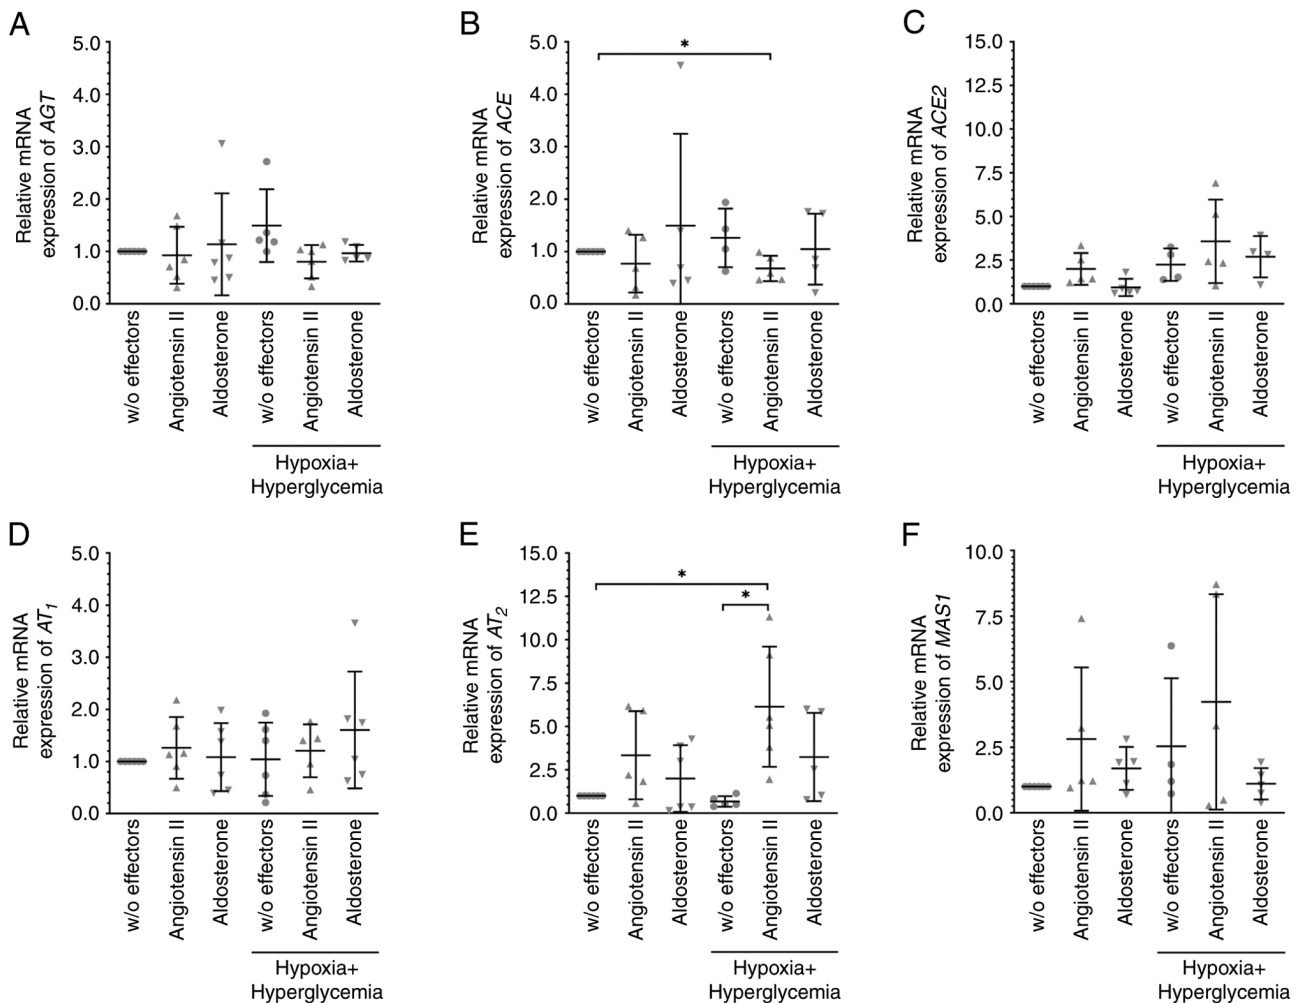 A
Relative mRNA
expression of AGT
5.0
4.0
3.0
2.0
1.0
0.0
w/o effectors
Angiotensin II
Aldosterone
w/o effectors
Angiotensin II
Aldosterone
Hypoxia+
Hyperglycemia
B
Relative mRNA
expression of ACE
5.0
4.0
3.0
2.0
1.0
0.0
*
w/o effectors
Angiotensin II
Aldosterone
w/o effectors
Angiotensin II
Aldosterone
Hypoxia+
Hyperglycemia
C
Relative mRNA
expression of ACE2
15.0
12.5
10.0
7.5
5.0
2.5
0.0
w/o effectors
Angiotensin II
Aldosterone
w/o effectors
Angiotensin II
Aldosterone
Hypoxia+
Hyperglycemia
D
Relative mRNA
expression of AT1
5.0
4.0
3.0
2.0
1.0
0.0
w/o effectors
Angiotensin II
Aldosterone
w/o effectors
Angiotensin II
Aldosterone
Hypoxia+
Hyperglycemia
E
Relative mRNA
expression of AT2
15.0
12.5
10.0
7.5
5.0
2.5
0.0
*
*
w/o effectors
Angiotensin II
Aldosterone
w/o effectors
Angiotensin II
Aldosterone
Hypoxia+
Hyperglycemia
F
Relative mRNA
expression of MAS1
10.0
7.5
5.0
2.5
0.0
w/o effectors
Angiotensin II
Aldosterone
w/o effectors
Angiotensin II
Aldosterone
Hypoxia+
Hyperglycemia